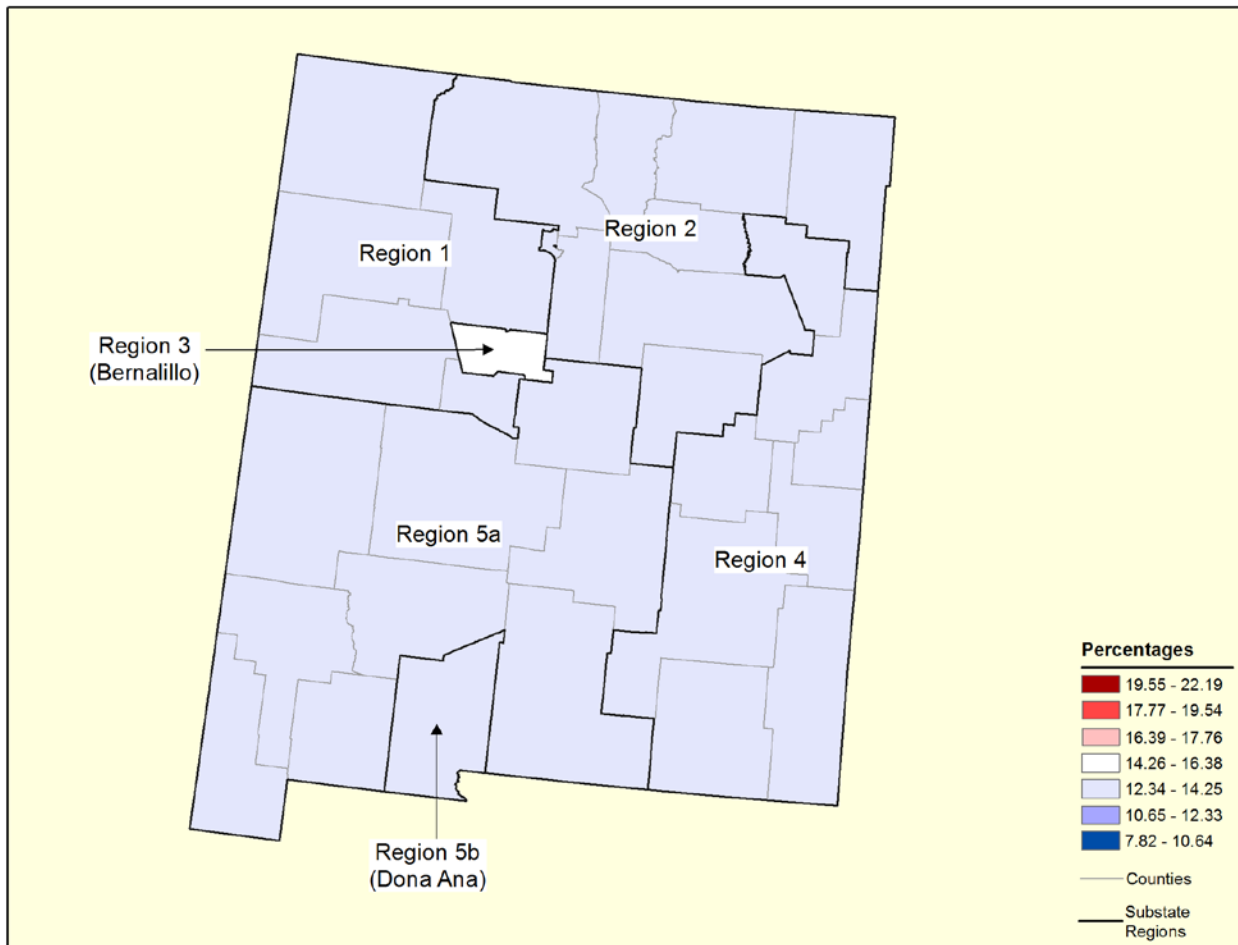 Region 2
Region 1
Region 3
(Bernalillo)
Region 5a
Region 4
Region 5b
(Dona Ana)
Percentages
19.55 - 22.19
17.77 - 19.54
16.39 - 17.76
14.26 - 16.38
12.34 - 14.25
10.65 - 12.33
7.82 - 10.64
Counties
Substate
Regions